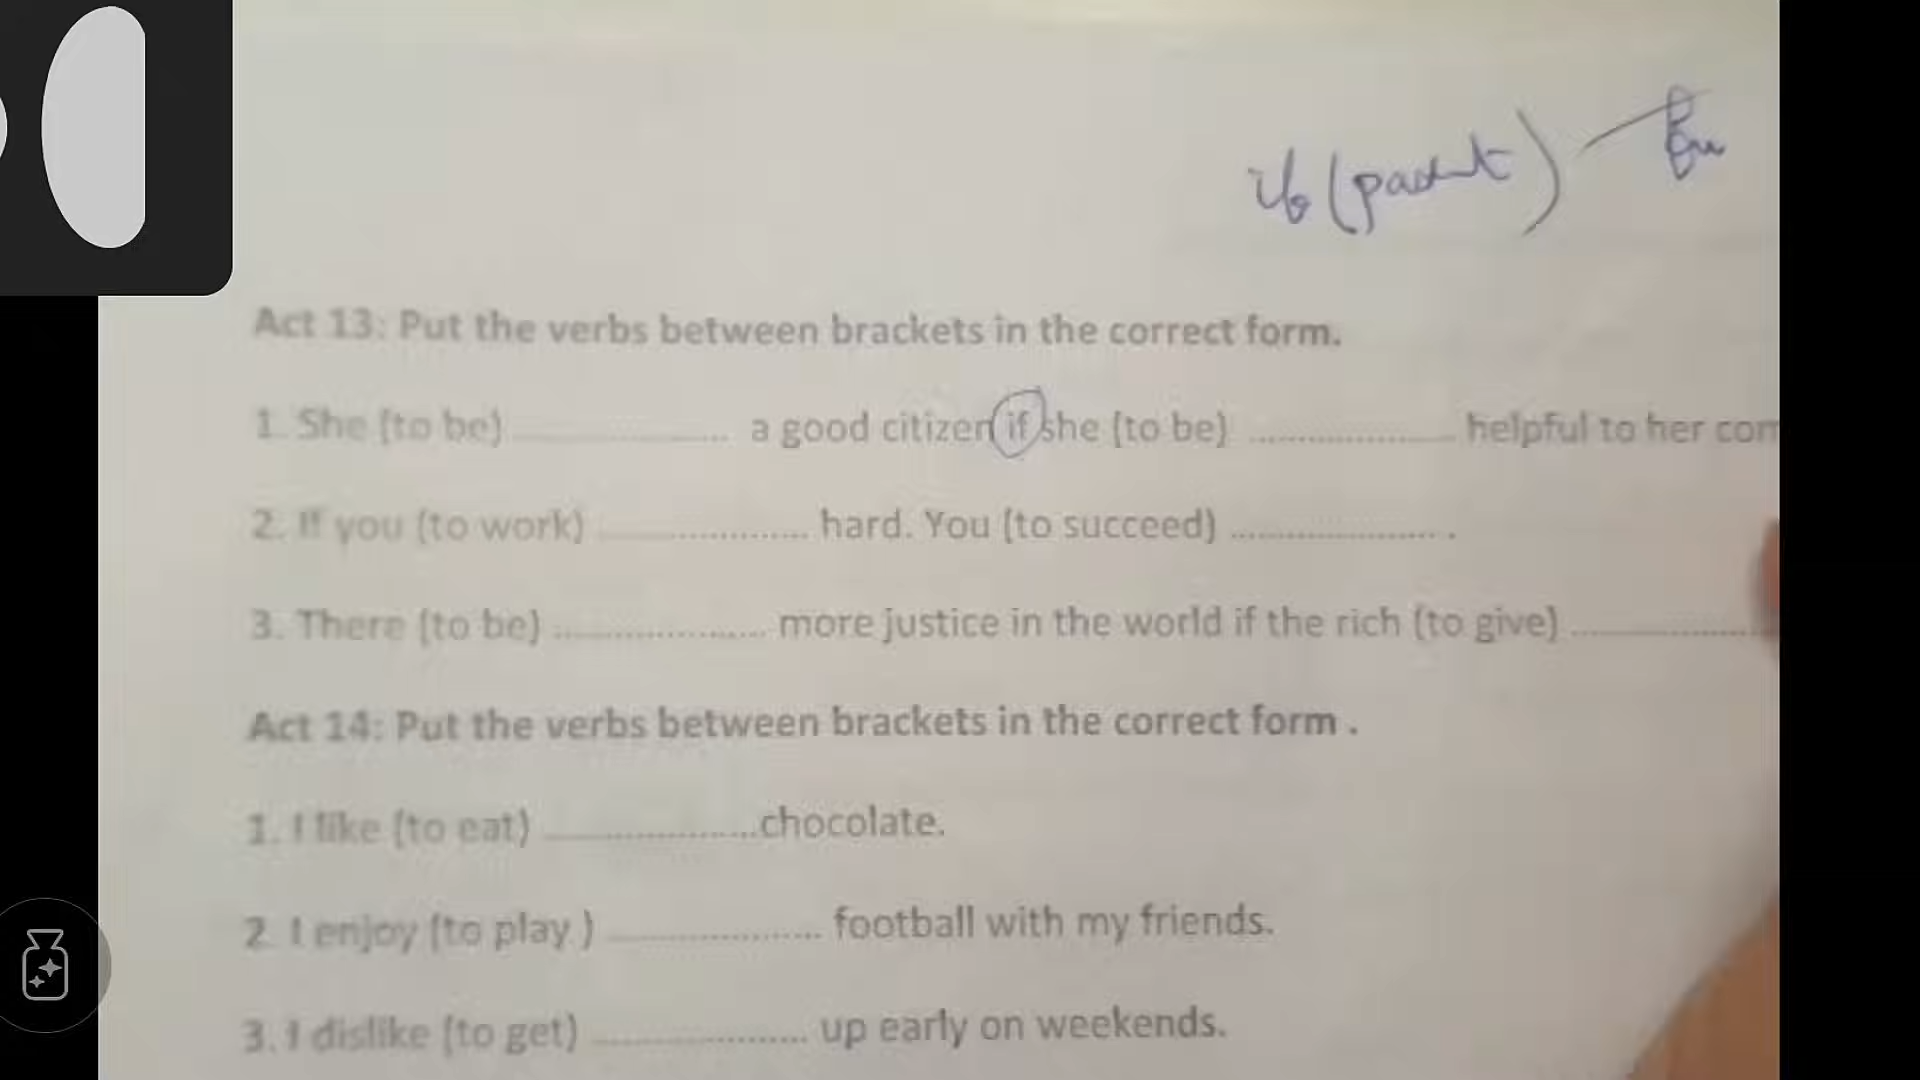 if (
Act 13: Put the verbs between brackets in the correct form.
1. She (to be) .................... a good citizen if she (to be) .................... helpful to her com
2. If you (to work) .................... hard. You (to succeed) .................... .
3. There (to be) .................... more justice in the world if the rich (to give) ....................
Act 14: Put the verbs between brackets in the correct form .
1. I like (to eat) ....................chocolate.
2. I enjoy (to play ) .................... football with my friends.
3. I dislike (to get) .................... up early on weekends.